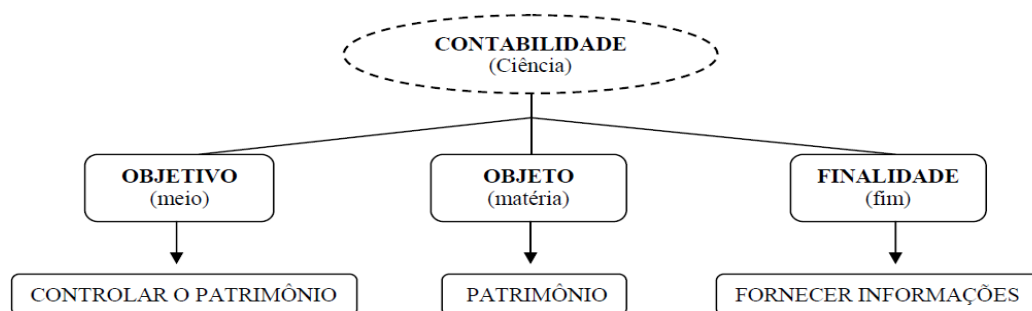 CONTABILIDADE
(Ciência)
OBJETIVO
(meio)
OBJETO
(matéria)
FINALIDADE
(fim)
CONTROLAR O PATRIMÔNIO
PATRIMÔNIO
FORNECER INFORMAÇÕES